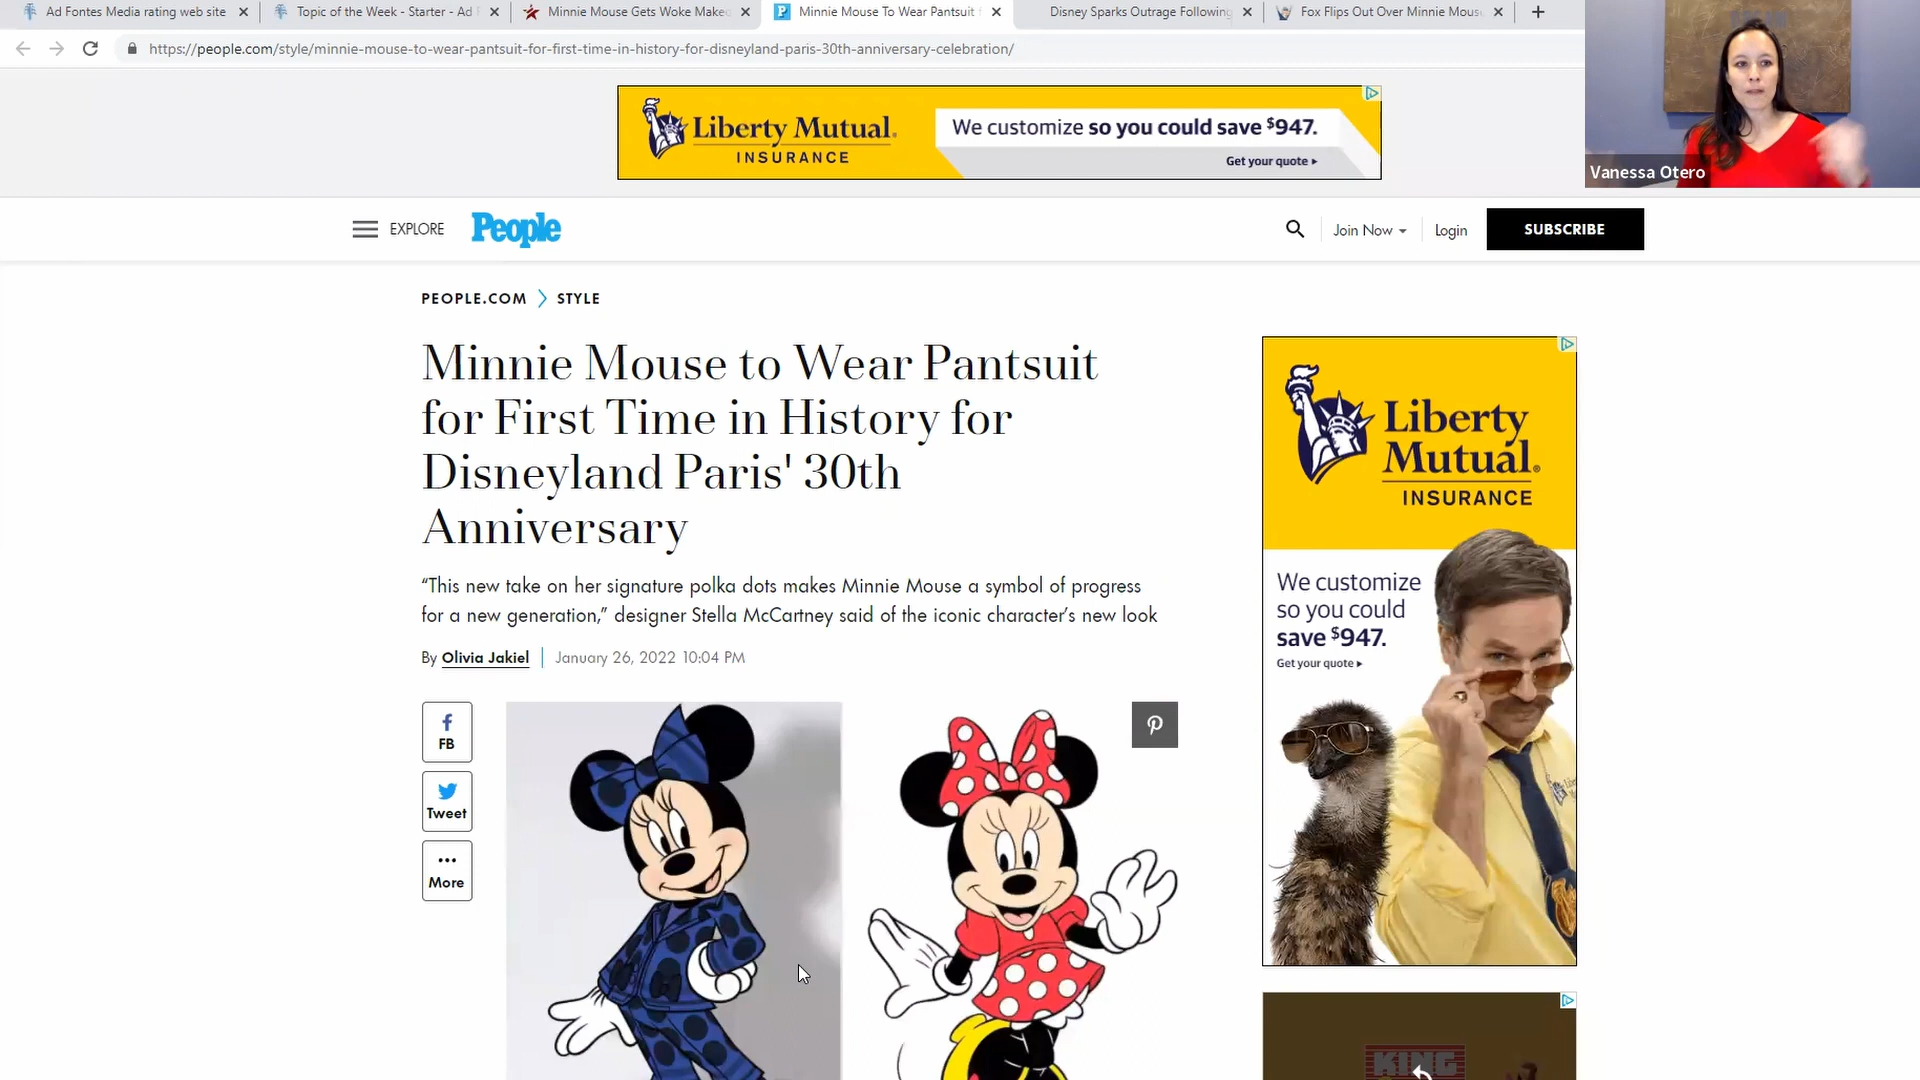 Ad Fontes Media rating web site
Topic of the Week - Starter - Ad F
Minnie Mouse Gets Woke Makeo
Minnie Mouse To Wear Pantsuit f
Disney Sparks Outrage Following
Fox Flips Out Over Minnie Mous
https://people.com/style/minnie-mouse-to-wear-pantsuit-for-first-time-in-history-for-disneyland-paris-30th-anniversary-celebration/
Liberty Mutual.
INSURANCE
We customize so you could save $947.
Get your quote ▸
Vanessa Otero
EXPLORE
People
Join Now
Login
SUBSCRIBE
PEOPLE.COM
STYLE
Minnie Mouse to Wear Pantsuit
for First Time in History for
Disneyland Paris' 30th
Anniversary
“This new take on her signature polka dots makes Minnie Mouse a symbol of progress
for a new generation,” designer Stella McCartney said of the iconic character’s new look
By Olivia Jakiel
January 26, 2022 10:04 PM
FB
Tweet
More
Liberty
Mutual.
INSURANCE
We customize
so you could
save $947.
Get your quote ▸
KING